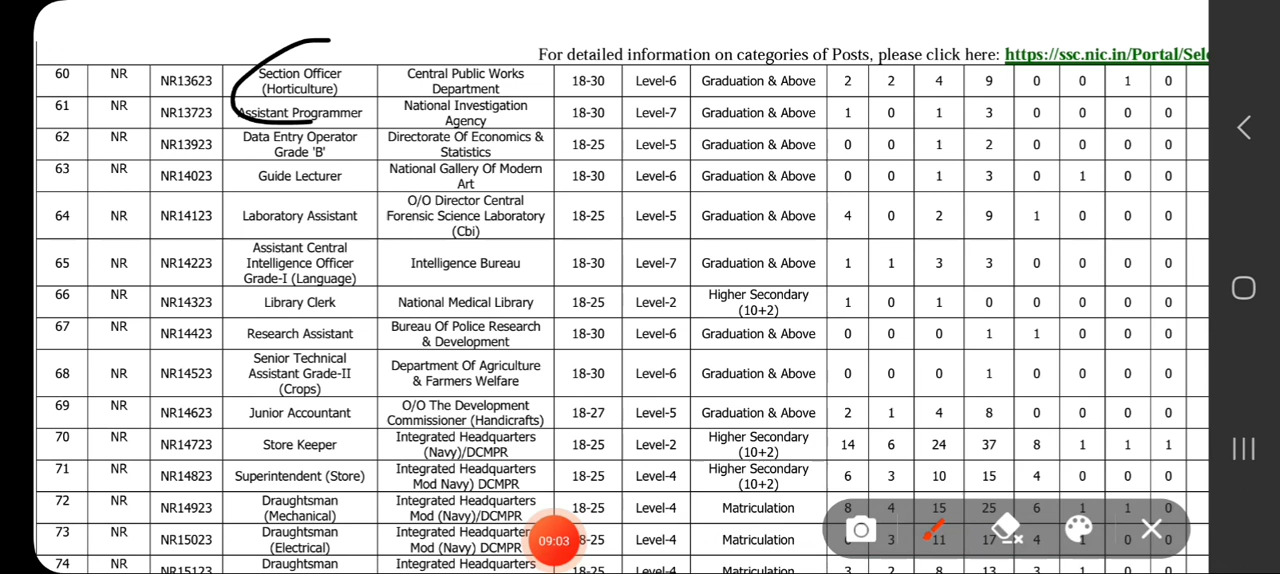 For detailed information on categories of Posts, please click here: https://ssc.nic.in/Portal/Sel
60 NR NR13623 Section Officer (Horticulture) Central Public Works Department 18-30 Level-6 Graduation & Above 2 2 4 9 0 0 1 0
61 NR NR13723 Assistant Programmer National Investigation Agency 18-30 Level-7 Graduation & Above 1 0 1 3 0 0 0 0
62 NR NR13923 Data Entry Operator Grade 'B' Directorate Of Economics & Statistics 18-25 Level-5 Graduation & Above 0 0 1 2 0 0 0 0
63 NR NR14023 Guide Lecturer National Gallery Of Modern Art 18-30 Level-6 Graduation & Above 0 0 1 3 0 1 0 0
64 NR NR14123 Laboratory Assistant O/O Director Central Forensic Science Laboratory (Cbi) 18-25 Level-5 Graduation & Above 4 0 2 9 1 0 0 0
65 NR NR14223 Assistant Central Intelligence Officer Grade-I (Language) Intelligence Bureau 18-30 Level-7 Graduation & Above 1 1 3 3 0 0 0 0
66 NR NR14323 Library Clerk National Medical Library 18-25 Level-2 Higher Secondary (10+2) 1 0 1 0 0 0 0 0
67 NR NR14423 Research Assistant Bureau Of Police Research & Development 18-30 Level-6 Graduation & Above 0 0 0 1 1 0 0 0
68 NR NR14523 Senior Technical Assistant Grade-II (Crops) Department Of Agriculture & Farmers Welfare 18-30 Level-6 Graduation & Above 0 0 0 1 0 0 0 0
69 NR NR14623 Junior Accountant O/O The Development Commissioner (Handicrafts) 18-27 Level-5 Graduation & Above 2 1 4 8 0 0 0 0
70 NR NR14723 Store Keeper Integrated Headquarters (Navy)/DCMPR 18-25 Level-2 Higher Secondary (10+2) 14 6 24 37 8 1 1 1
71 NR NR14823 Superintendent (Store) Integrated Headquarters Mod Navy) DCMPR 18-25 Level-4 Higher Secondary (10+2) 6 3 10 15 4 0 0 0
72 NR NR14923 Draughtsman (Mechanical) Integrated Headquarters Mod (Navy)/DCMPR 18-25 Level-4 Matriculation 8 4 15 25 6 1 1 0
73 NR NR15023 Draughtsman (Electrical) Integrated Headquarters Mod (Navy) DCMPR 8-25 Level-4 Matriculation 3 11 17 4 1 0 0
74 NR NR15123 Draughtsman Integrated Headquarters 18-25 Level-4 Matriculation 3 2 8 13 3 1 0 0
09:03